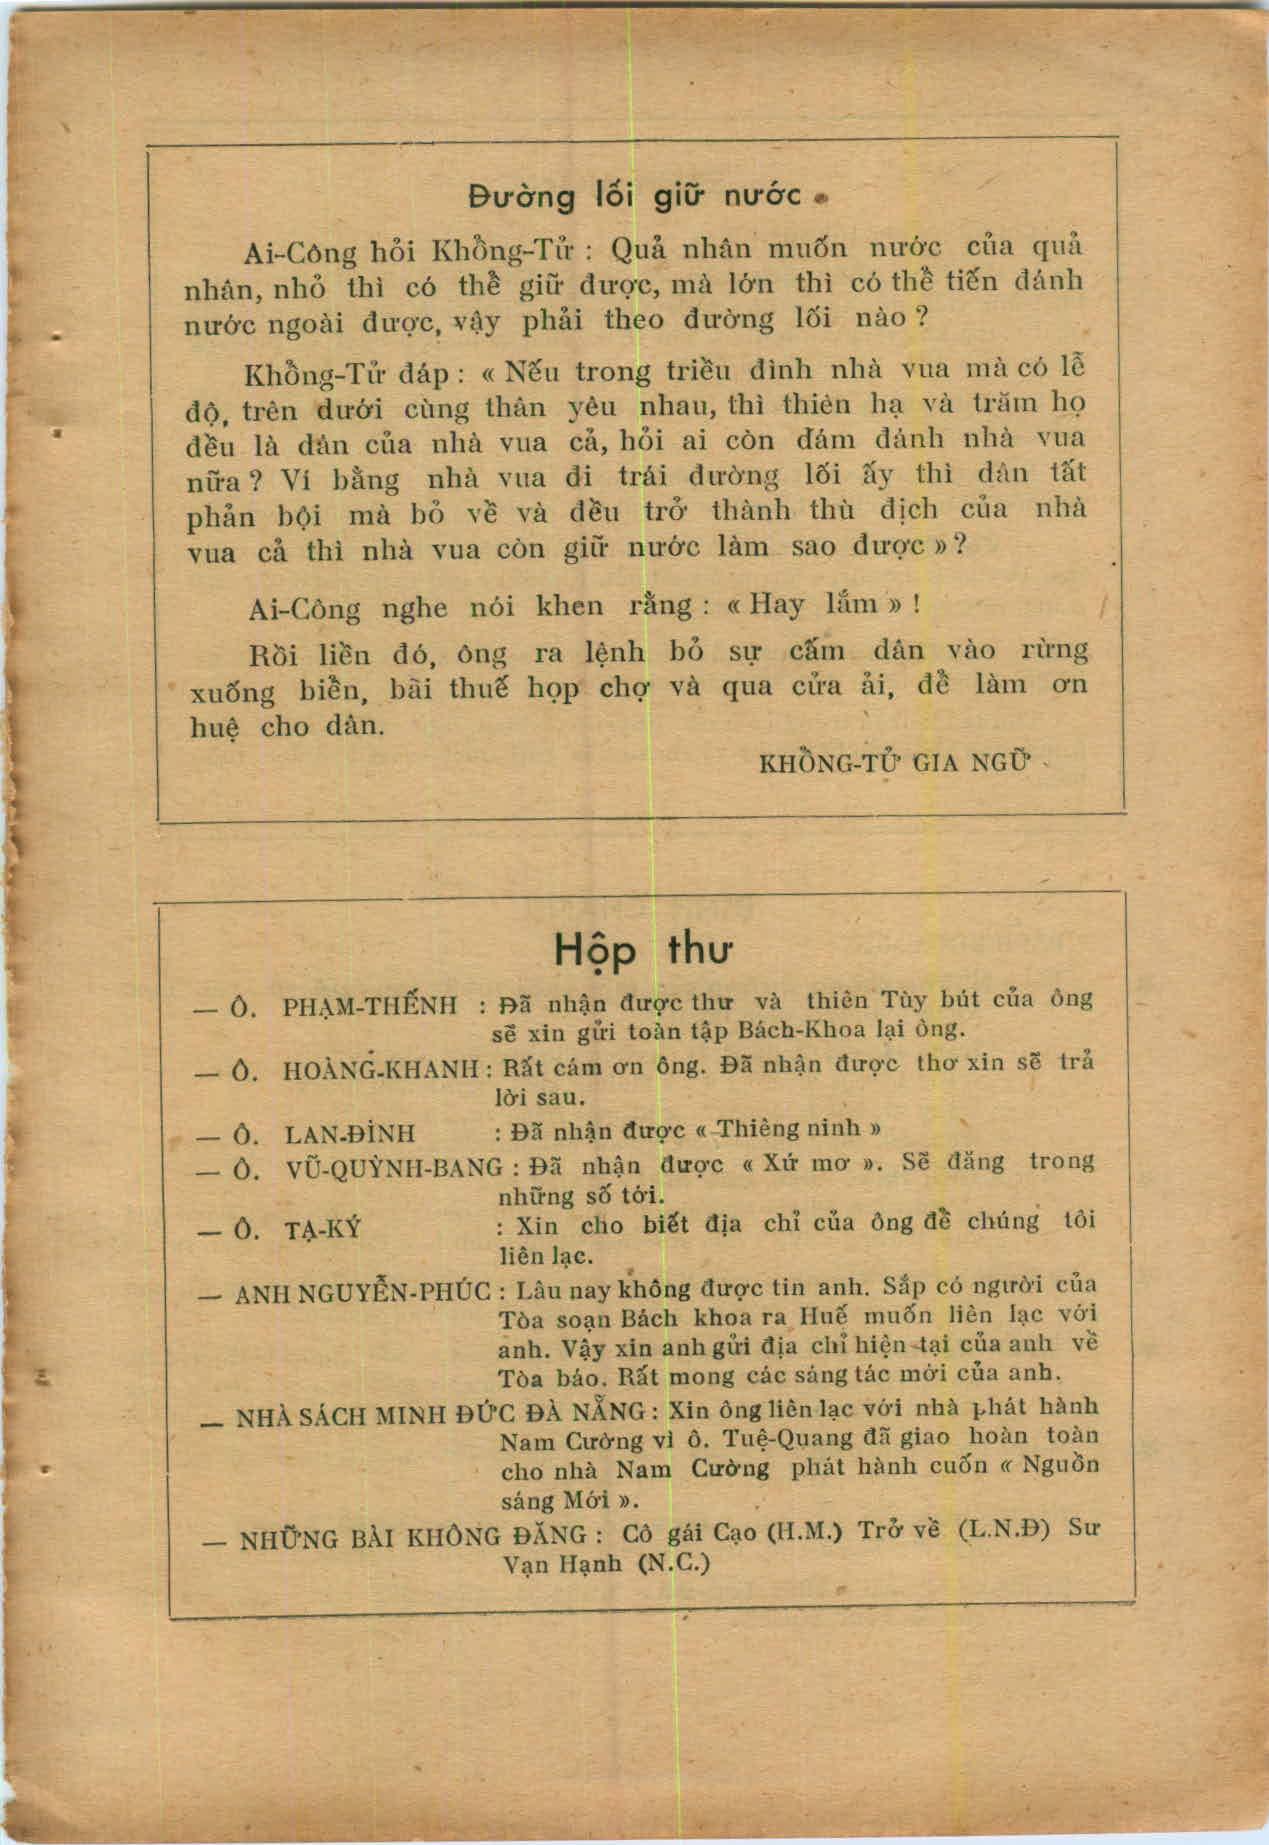 Đường lối giữ nước
Ai-Công hỏi Khổng-Tử : Quả nhân muốn nước của quả
nhân, nhỏ thì có thể giữ được, mà lớn thì có thể tiến đánh
nước ngoài được, vậy phải theo đường lối nào ?
Khổng-Tử đáp : « Nếu trong triều đình nhà vua mà có lễ
độ, trên dưới cùng thân yêu nhau, thì thiên hạ và trăm họ
đều là dân của nhà vua cả, hỏi ai còn dám đánh nhà vua
nữa ? Ví bằng nhà vua đi trái đường lối ấy thì dân tất
phản bội mà bỏ về và đều trở thành thù địch của nhà
vua cả thì nhà vua còn giữ nước làm sao được » ?
Ai-Công nghe nói khen rằng : « Hay lắm » !
Rồi liền đó, ông ra lệnh bỏ sự cấm dân vào rừng
xuống biển, bãi thuế họp chợ và qua cửa ải, để làm ơn
huệ cho dân.
KHỔNG-TỬ GIA NGỮ
Hộp thư
— Ô. PHẠM-THẾNH : Đã nhận được thư và thiên Tùy bút của ông
sẽ xin gửi toàn tập Bách-Khoa lại ông.
— Ô. HOÀNG-KHANH : Rất cám ơn ông. Đã nhận được thơ xin sẽ trả
lời sau.
— Ô. LAN-ĐÌNH : Đã nhận được « Thiêng ninh »
— Ô. VŨ-QUỲNH-BANG : Đã nhận được « Xứ mơ ». Sẽ đăng trong
những số tới.
— Ô. TẠ-KÝ : Xin cho biết địa chỉ của ông để chúng tôi
liên lạc.
— ANH NGUYỄN-PHÚC : Lâu nay không được tin anh. Sắp có người của
Tòa soạn Bách khoa ra Huế muốn liên lạc với
anh. Vậy xin anh gửi địa chỉ hiện tại của anh về
Tòa báo. Rất mong các sáng tác mới của anh.
— NHÀ SÁCH MINH ĐỨC ĐÀ NẴNG : Xin ông liên lạc với nhà phát hành
Nam Cường vì ô. Tuệ-Quang đã giao hoàn toàn
cho nhà Nam Cường phát hành cuốn « Nguồn
sáng Mới ».
— NHỮNG BÀI KHÔNG ĐĂNG : Cô gái Cạo (H.M.) Trở về (L.N.Đ) Sư
Vạn Hạnh (N.C.)